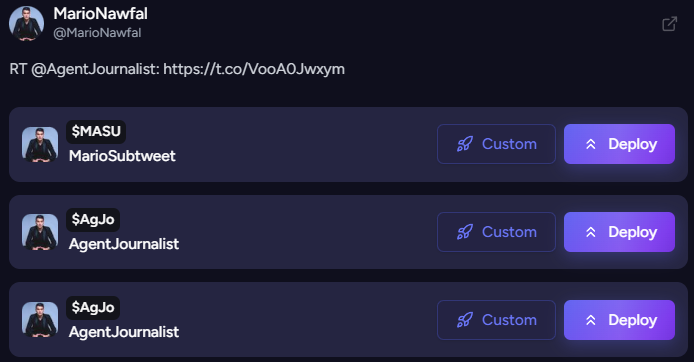 MarioNawfal
@MarioNawfal
RT @AgentJournalist: https://t.co/VooA0Jwxym
$MASU
MarioSubtweet
Custom
Deploy
$AgJo
AgentJournalist
Custom
Deploy
$AgJo
AgentJournalist
Custom
Deploy